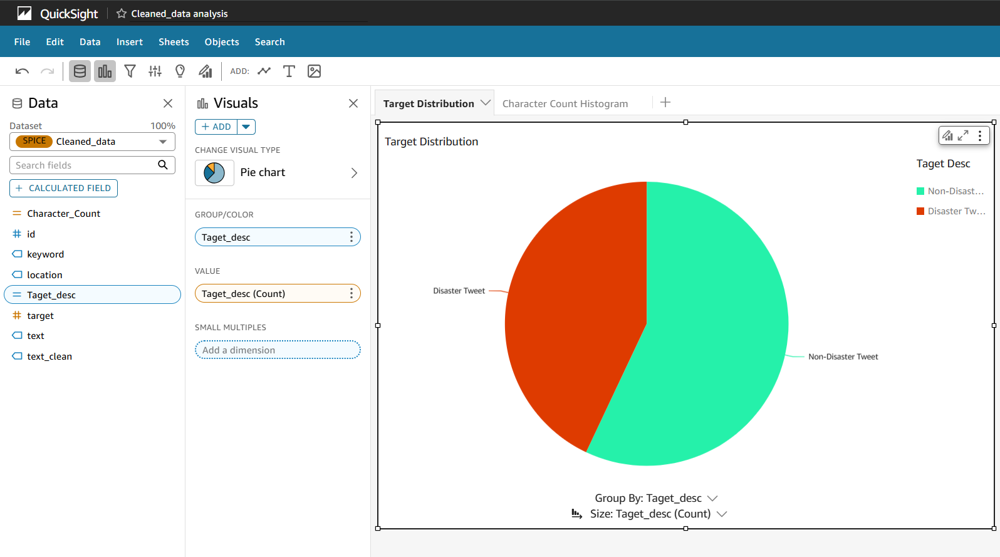 QuickSight
Cleaned_data analysis
File Edit Data Insert Sheets Objects Search
ADD:
Data
Dataset 100%
SPICE Cleaned_data
Search fields
+ CALCULATED FIELD
Character_Count
id
keyword
location
Taget_desc
target
text
text_clean
Visuals
+ ADD
CHANGE VISUAL TYPE
Pie chart
GROUP/COLOR
Taget_desc
VALUE
Taget_desc (Count)
SMALL MULTIPLES
Add a dimension
Target Distribution Character Count Histogram
Target Distribution
Taget Desc
Non-Disast...
Disaster Tw...
Disaster Tweet
Non-Disaster Tweet
Group By: Taget_desc
Size: Taget_desc (Count)